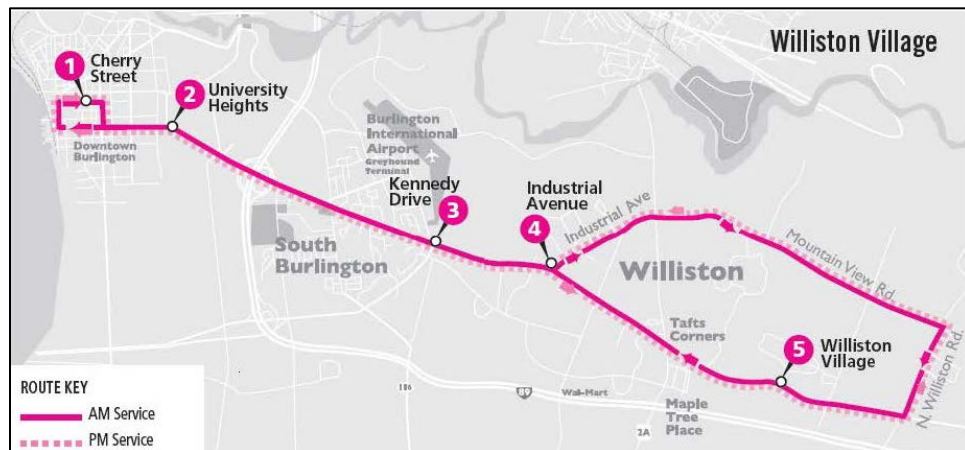 Williston Village
1
Cherry
Street
2
University
Heights
Downtown
Burlington
Burlington
International
Airport
Greyhound
Terminal
Kennedy
Drive
3
Industrial
Avenue
4
Industrial Ave
Mountain View Rd.
South
Burlington
Williston
Tafts
Corners
5
Williston
Village
N. Williston Rd.
ROUTE KEY
AM Service
PM Service
116
89
Wal-Mart
2A
Maple
Tree
Place